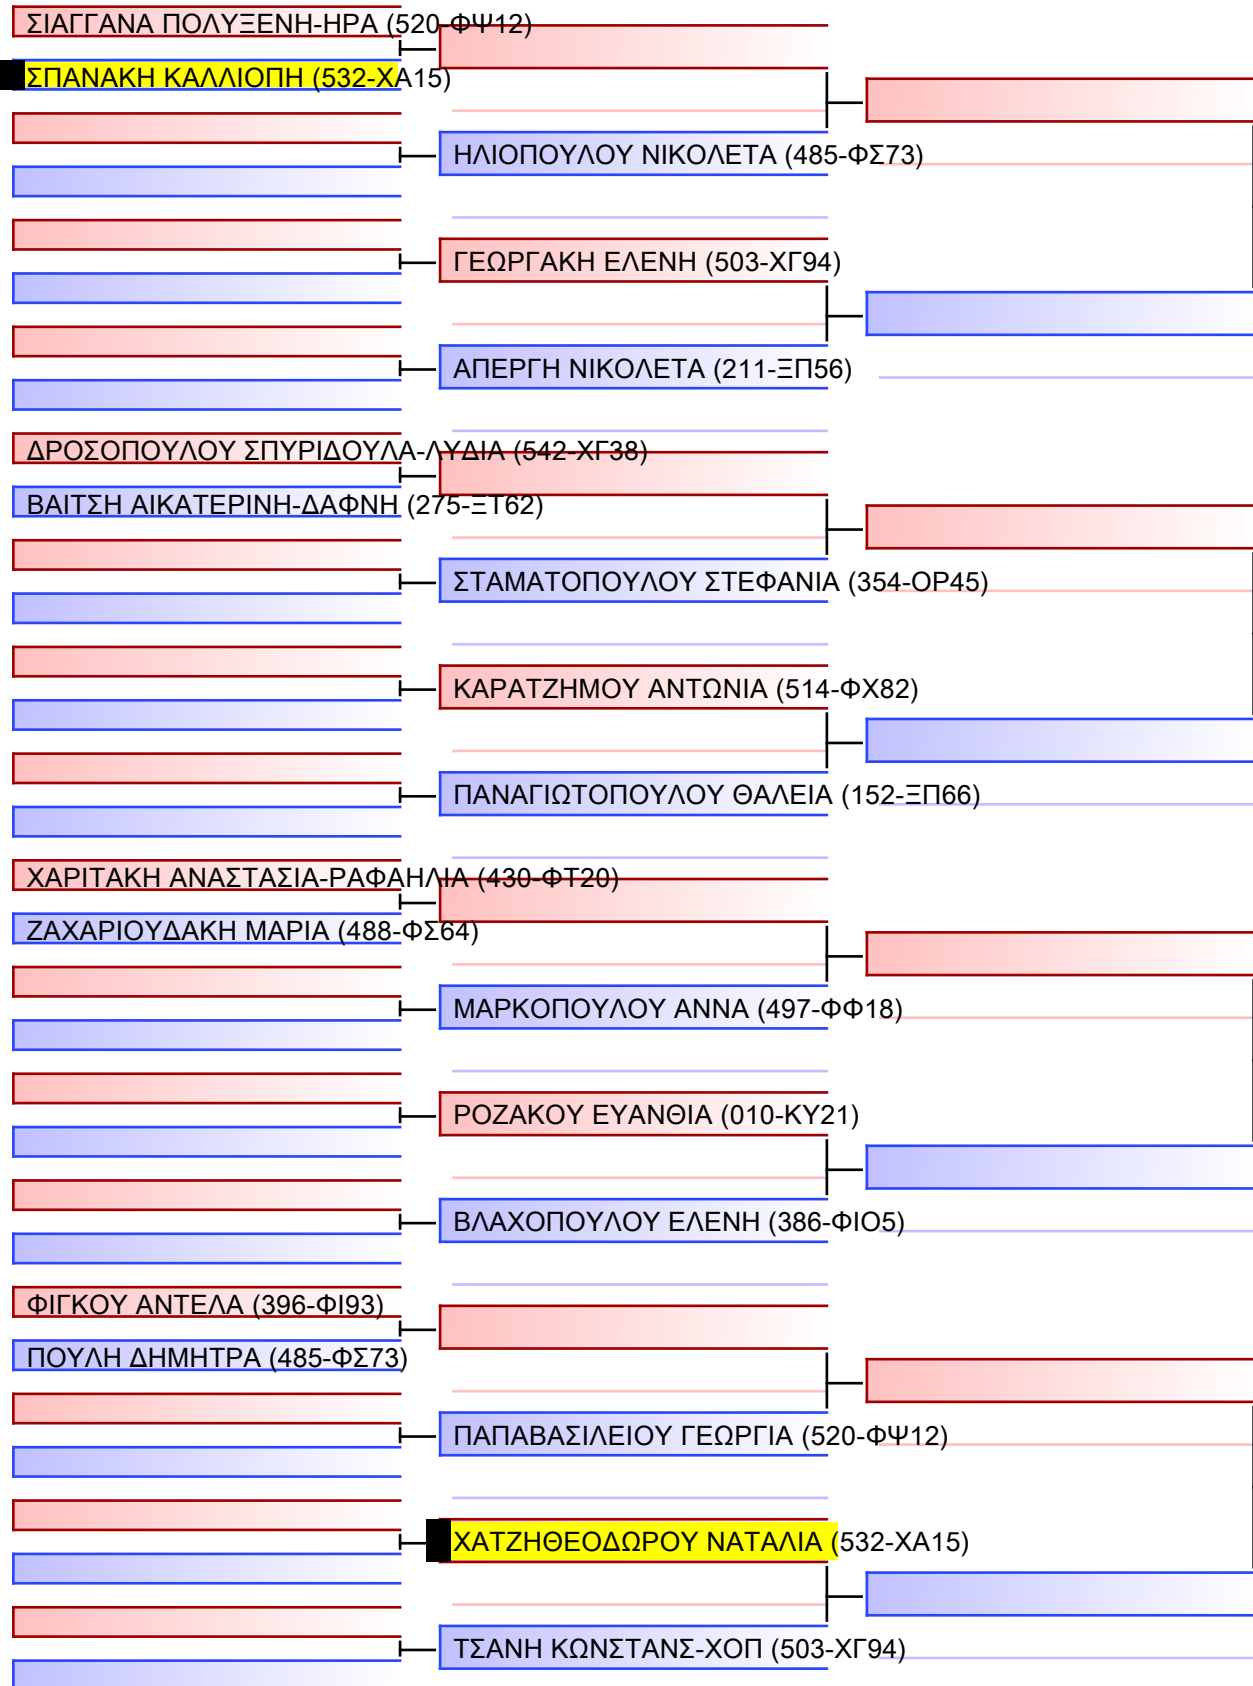 ΣΙΑΓΓΑΝΑ ΠΟΛΥΞΕΝΗ-ΗΡΑ (520-ΦΨ12)
ΣΠΑΝΑΚΗ ΚΑΛΛΙΟΠΗ (532-ΧΑ15)
ΗΛΙΟΠΟΥΛΟΥ ΝΙΚΟΛΕΤΑ (485-ΦΣ73)
ΓΕΩΡΓΑΚΗ ΕΛΕΝΗ (503-ΧΓ94)
ΑΠΕΡΓΗ ΝΙΚΟΛΕΤΑ (211-ΞΠ56)
ΔΡΟΣΟΠΟΥΛΟΥ ΣΠΥΡΙΔΟΥΛΑ-ΛΥΔΙΑ (542-ΧΓ38)
ΒΑΙΤΣΗ ΑΙΚΑΤΕΡΙΝΗ-ΔΑΦΝΗ (275-ΞΤ62)
ΣΤΑΜΑΤΟΠΟΥΛΟΥ ΣΤΕΦΑΝΙΑ (354-ΟΡ45)
ΚΑΡΑΤΖΗΜΟΥ ΑΝΤΩΝΙΑ (514-ΦΧ82)
ΠΑΝΑΓΙΩΤΟΠΟΥΛΟΥ ΘΑΛΕΙΑ (152-ΞΠ66)
ΧΑΡΙΤΑΚΗ ΑΝΑΣΤΑΣΙΑ-ΡΑΦΑΗΛΙΑ (430-ΦΤ20)
ΖΑΧΑΡΙΟΥΔΑΚΗ ΜΑΡΙΑ (488-ΦΣ64)
ΜΑΡΚΟΠΟΥΛΟΥ ΑΝΝΑ (497-ΦΦ18)
ΡΟΖΑΚΟΥ ΕΥΑΝΘΙΑ (010-ΚΥ21)
ΒΛΑΧΟΠΟΥΛΟΥ ΕΛΕΝΗ (386-ΦΙΟ5)
ΦΙΓΚΟΥ ΑΝΤΕΛΑ (396-ΦΙ93)
ΠΟΥΛΗ ΔΗΜΗΤΡΑ (485-ΦΣ73)
ΠΑΠΑΒΑΣΙΛΕΙΟΥ ΓΕΩΡΓΙΑ (520-ΦΨ12)
ΧΑΤΖΗΘΕΟΔΩΡΟΥ ΝΑΤΑΛΙΑ (532-ΧΑ15)
ΤΣΑΝΗ ΚΩΝΣΤΑΝΣ-ΧΟΠ (503-ΧΓ94)